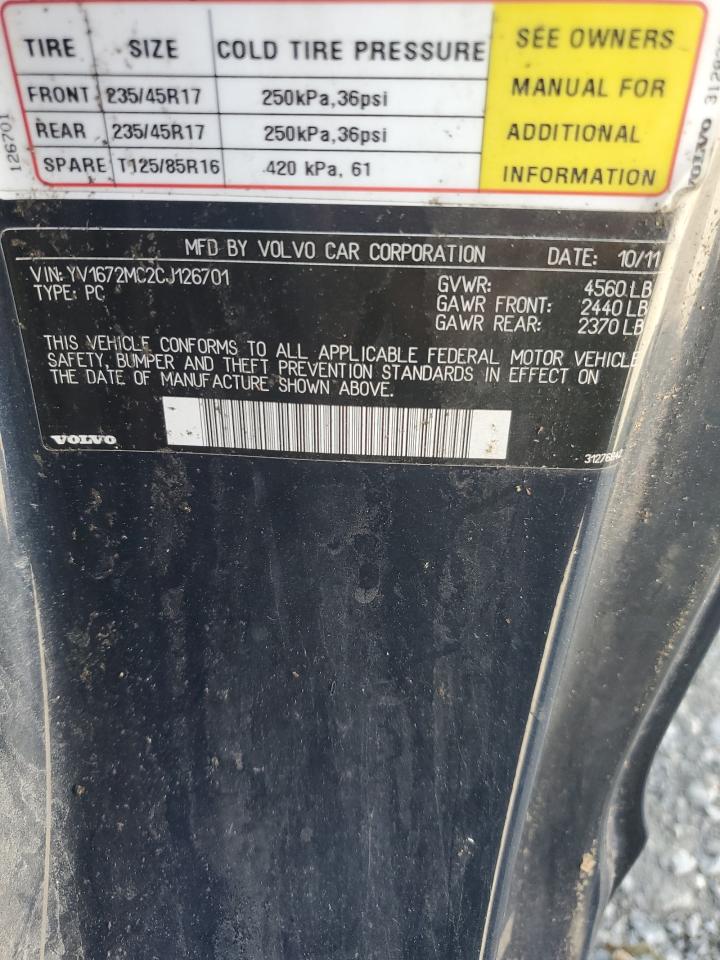 TIRE SIZE COLD TIRE PRESSURE
FRONT 235/45R17 250kPa,36psi
REAR 235/45R17 250kPa,36psi
SPARE T125/85R16 420 kPa, 61
SEE OWNERS
MANUAL FOR
ADDITIONAL
INFORMATION
126701
VOLVO
MFD BY VOLVO CAR CORPORATION DATE: 10/11
VIN: YV1672MC2CJ126701
TYPE: PC
GVWR: 4560 LB
GAWR FRONT: 2440 LB
GAWR REAR: 2370 LB
THIS VEHICLE CONFORMS TO ALL APPLICABLE FEDERAL MOTOR VEHICLE
SAFETY, BUMPER AND THEFT PREVENTION STANDARDS IN EFFECT ON
THE DATE OF MANUFACTURE SHOWN ABOVE.
VOLVO